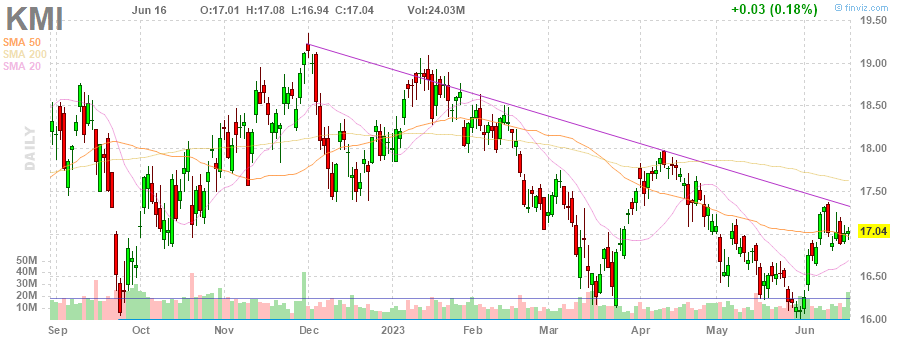 KMI
Jun 16 O:17.01 H:17.08 L:16.94 C:17.04 Vol:24.03M +0.03 (0.18%) © finviz.com
SMA 50
SMA 200
SMA 20
DAILY
19.50
19.00
18.50
18.00
17.50
17.04
16.50
16.00
50M
40M
30M
20M
10M
Sep Oct Nov Dec 2023 Feb Mar Apr May Jun